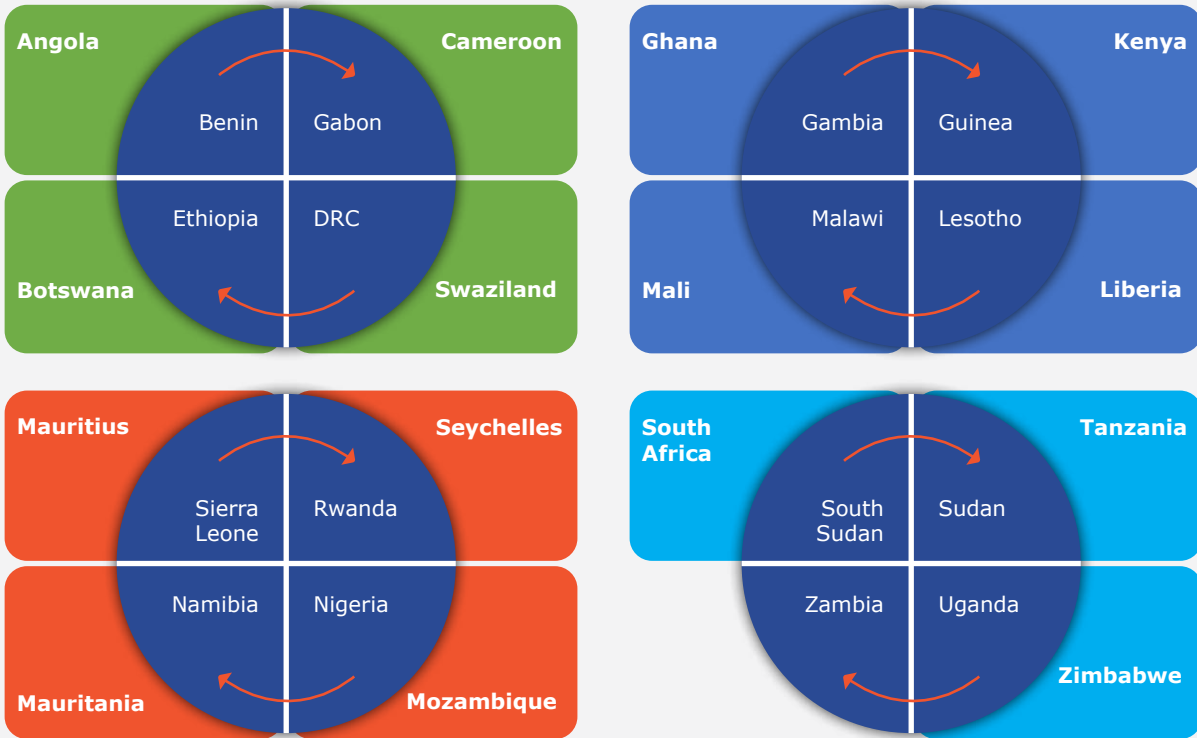 Angola
Cameroon
Benin
Gabon
Ethiopia
DRC
Botswana
Swaziland
Ghana
Kenya
Gambia
Guinea
Malawi
Lesotho
Mali
Liberia
Mauritius
Seychelles
Sierra
Leone
Rwanda
Namibia
Nigeria
Mauritania
Mozambique
South
Africa
Tanzania
South
Sudan
Sudan
Zambia
Uganda
Zimbabwe